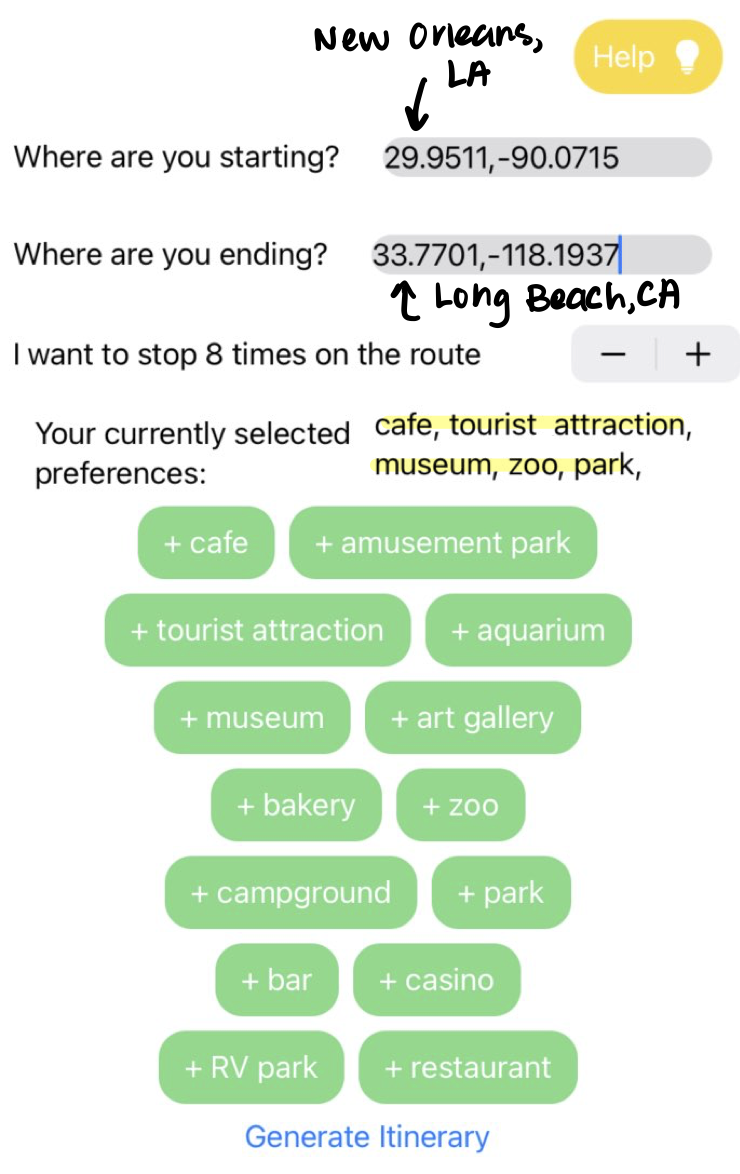 New Orleans,
LA
Help
Where are you starting? 29.9511,-90.0715
Where are you ending? 33.7701,-118.1937
Long Beach, CA
I want to stop 8 times on the route − +
Your currently selected preferences:
cafe, tourist attraction,
museum, zoo, park,
+ cafe + amusement park
+ tourist attraction + aquarium
+ museum + art gallery
+ bakery + zoo
+ campground + park
+ bar + casino
+ RV park + restaurant
Generate Itinerary